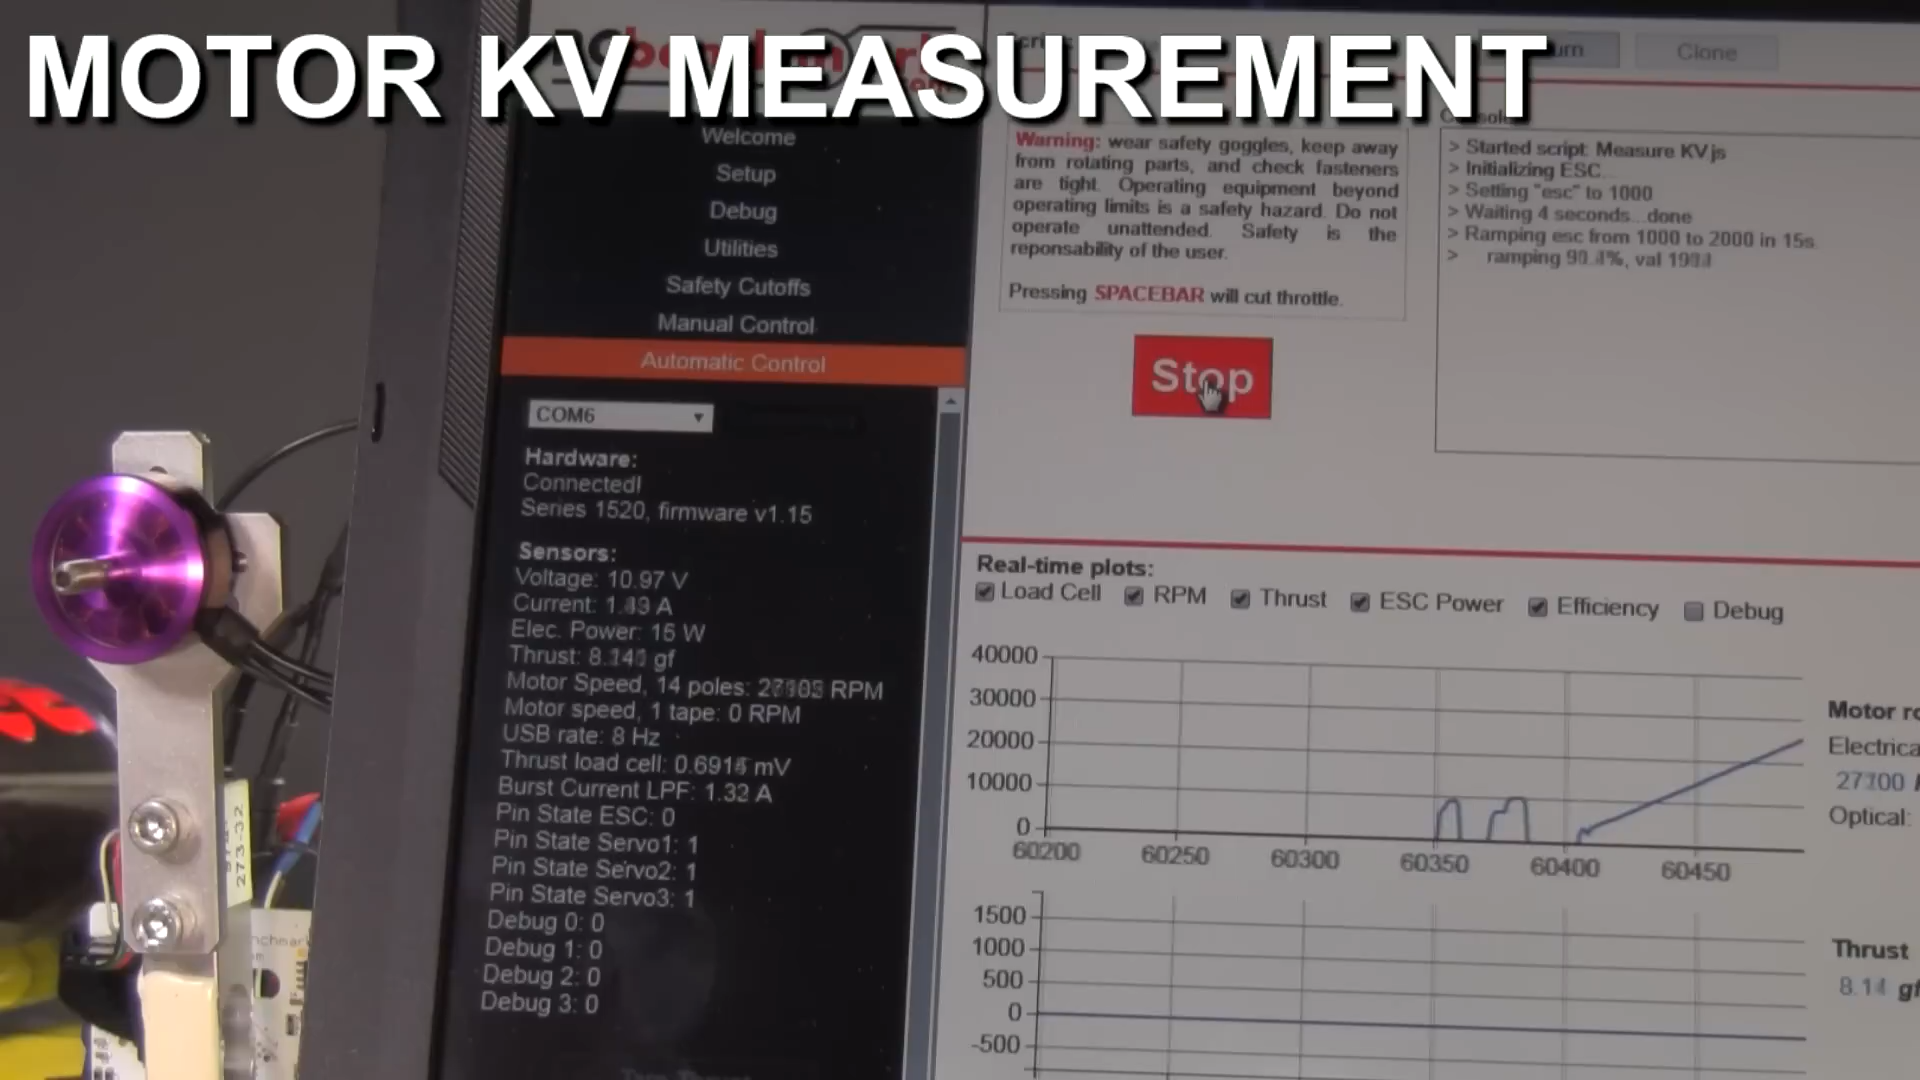 MOTOR KV MEASUREMENT
Clone
Welcome
Setup
Debug
Utilities
Safety Cutoffs
Manual Control
Automatic Control
COM6
Hardware:
Connected!
Series 1520, firmware v1.15
Sensors:
Voltage: 10.97 V
Current: A
Elec. Power: 15 W
Thrust: gf
Motor Speed, 14 poles: RPM
Motor speed, 1 tape: 0 RPM
USB rate: 8 Hz
Thrust load cell: mV
Burst Current LPF: 1.32 A
Pin State ESC: 0
Pin State Servo1: 1
Pin State Servo2: 1
Pin State Servo3: 1
Debug 0: 0
Debug 1: 0
Debug 2: 0
Debug 3: 0
Warning: wear safety goggles, keep away
from rotating parts, and check fasteners
are tight. Operating equipment beyond
operating limits is a safety hazard. Do not
operate unattended. Safety is the
reponsability of the user.
Pressing SPACEBAR will cut throttle.
Stop
> Started script: Measure KV.js
> Initializing ESC...
> Setting "esc" to 1000
> Waiting 4 seconds...done
> Ramping esc from 1000 to 2000 in 15s
> ramping val
Real-time plots:
Load Cell RPM Thrust ESC Power Efficiency Debug
40000
30000
20000
10000
0
60200 60250 60300 60350 60400 60450
Motor
Optical:
1500
1000
500
0
-500
Thrust
273-32